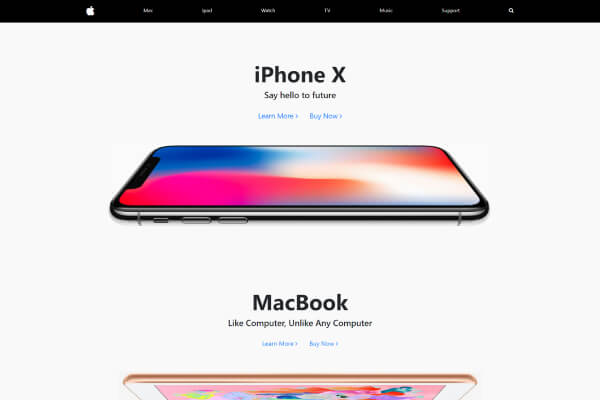 Mac Ipad Watch TV Music Support
iPhone X
Say hello to future
Learn More > Buy Now >
MacBook
Like Computer, Unlike Any Computer
Learn More > Buy Now >